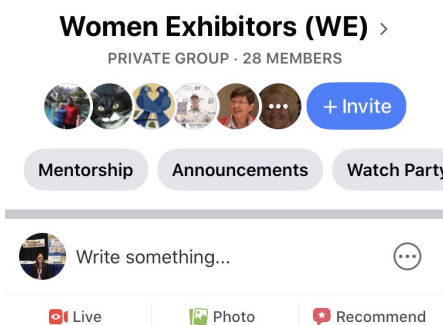 Women Exhibitors (WE) >
PRIVATE GROUP · 28 MEMBERS
+ Invite
Mentorship Announcements Watch Party
Write something...
Live Photo Recommend